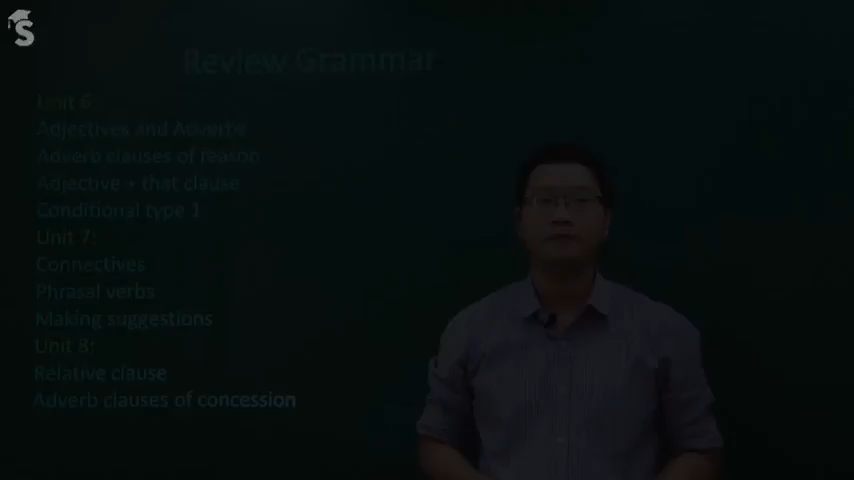 Review Grammar
Unit 6:
Adjectives and Adverbs
Adverb clauses of reason
Adjective + that clause
Conditional type 1
Unit 7:
Connectives
Phrasal verbs
Making suggestions
Unit 8:
Relative clause
Adverb clauses of concession